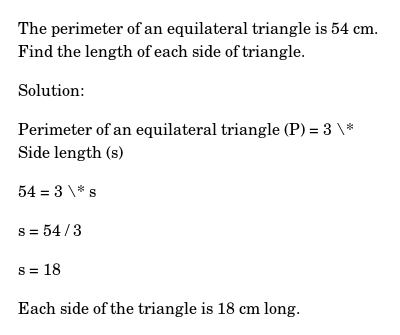 The perimeter of an equilateral triangle is 54 cm.
Find the length of each side of triangle.
Solution:
Perimeter of an equilateral triangle (P) = 3 \*
Side length (s)
54 = 3 \* s
s = 54 / 3
s = 18
Each side of the triangle is 18 cm long.